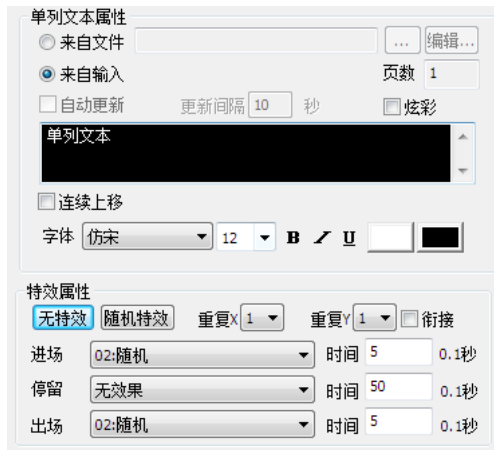 单列文本属性
来自文件 ... 编辑...
来自输入 页数 1
自动更新 更新间隔 10 秒 炫彩
单列文本
连续上移
字体 仿宋 12 B I U
特效属性
无特效 随机特效 重复X 1 重复Y 1 衔接
进场 02:随机 时间 5 0.1秒
停留 无效果 时间 50 0.1秒
出场 02:随机 时间 5 0.1秒